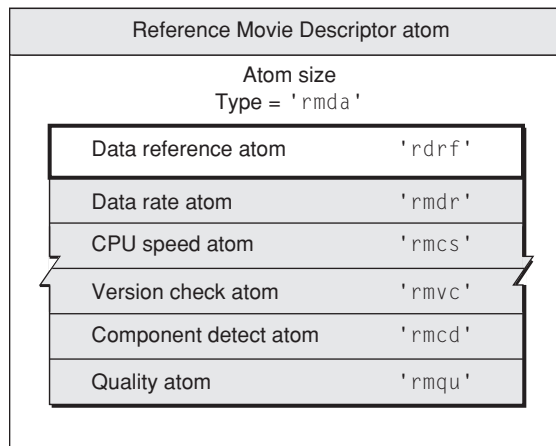 Reference Movie Descriptor atom
Atom size
Type = 'rmda'
Data reference atom 'rdrf'
Data rate atom 'rmdr'
CPU speed atom 'rmcs'
Version check atom 'rmvc'
Component detect atom 'rmcd'
Quality atom 'rmqu'